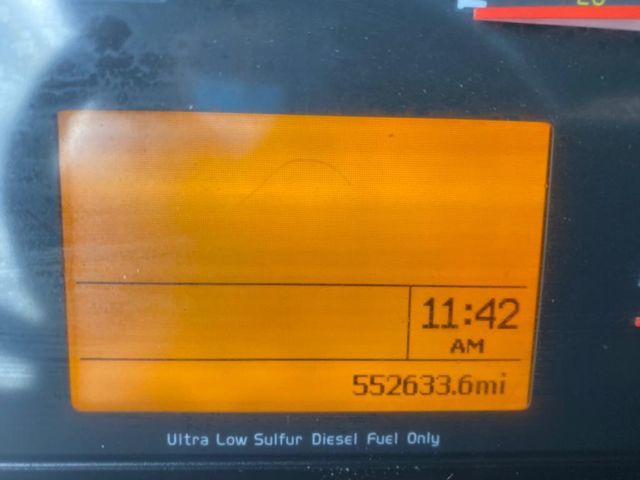 11:42
AM
552633.6mi
Ultra Low Sulfur Diesel Fuel Only